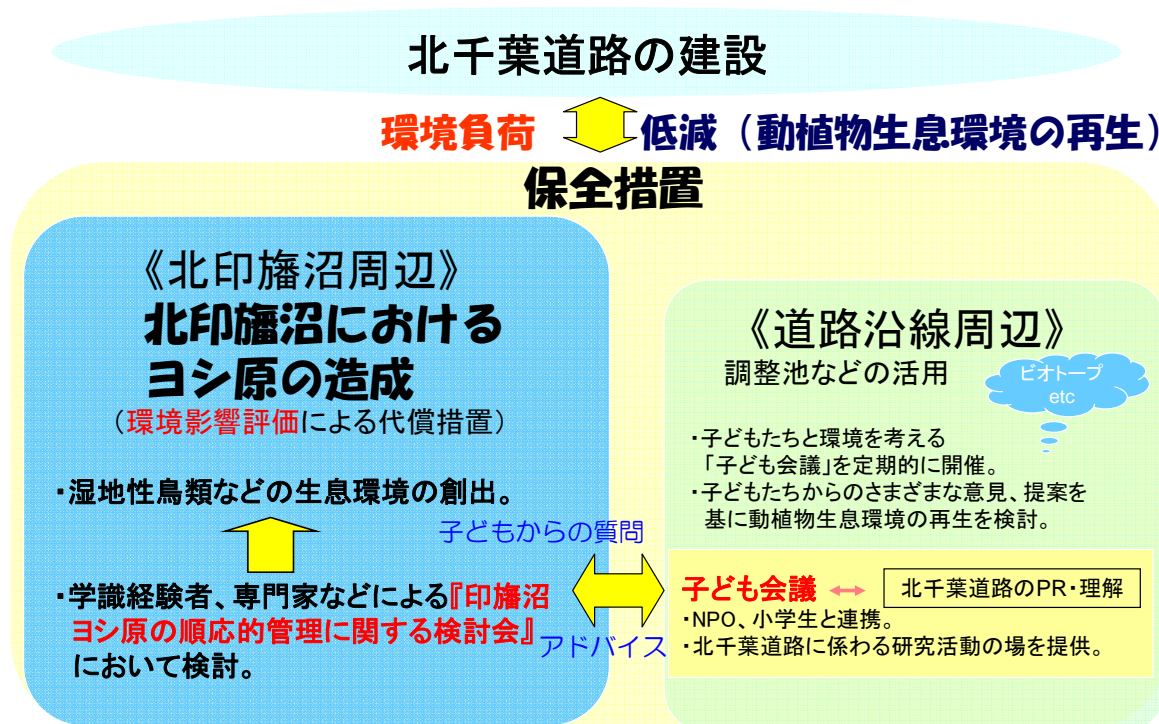 北千葉道路の建設
環境負荷
低減（動植物生息環境の再生）
保全措置
《北印旛沼周辺》
北印旛沼における
ヨシ原の造成
（環境影響評価による代償措置）
・湿地性鳥類などの生息環境の創出。
・学識経験者、専門家などによる『印旛沼
ヨシ原の順応的管理に関する検討会』
において検討。
子どもからの質問
アドバイス
《道路沿線周辺》
調整池などの活用
ビオトープ
etc
・子どもたちと環境を考える
「子ども会議」を定期的に開催。
・子どもたちからのさまざまな意見、提案を
基に動植物生息環境の再生を検討。
子ども会議
北千葉道路のPR・理解
・NPO、小学生と連携。
・北千葉道路に係わる研究活動の場を提供。